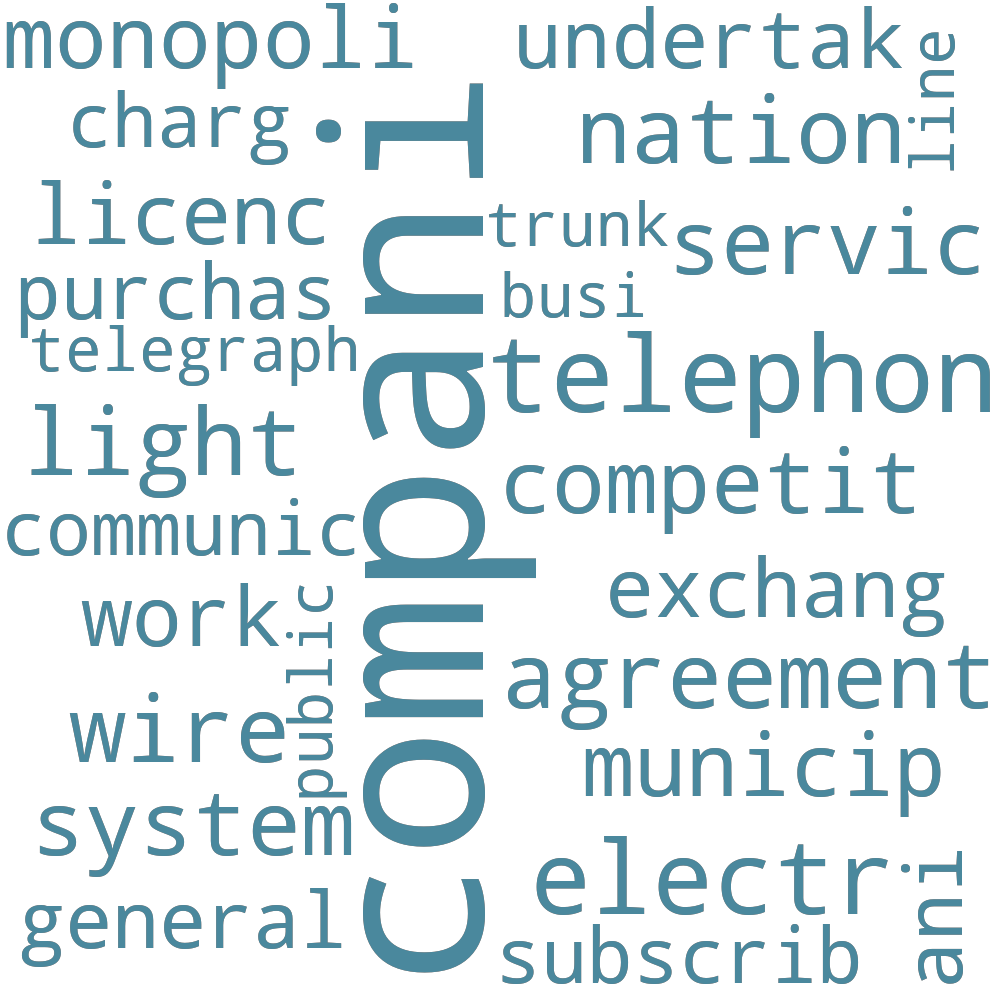 monopoli
undertak
line
charg
nation
licenc
trunk
servic
purchas
busi
telegraph
telephon
light
compani
competit
communic
exchang
work
public
agreement
wire
municip
system
electr
ani
general
subscrib